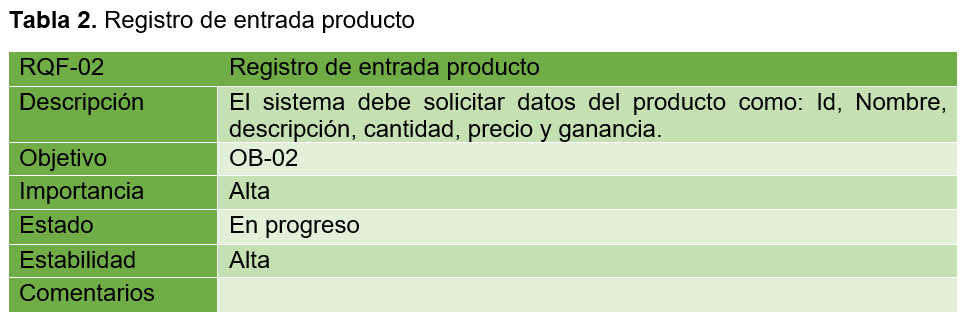 Tabla 2. Registro de entrada producto
RQF-02 Registro de entrada producto
Descripción El sistema debe solicitar datos del producto como: Id, Nombre,
descripción, cantidad, precio y ganancia.
Objetivo OB-02
Importancia Alta
Estado En progreso
Estabilidad Alta
Comentarios